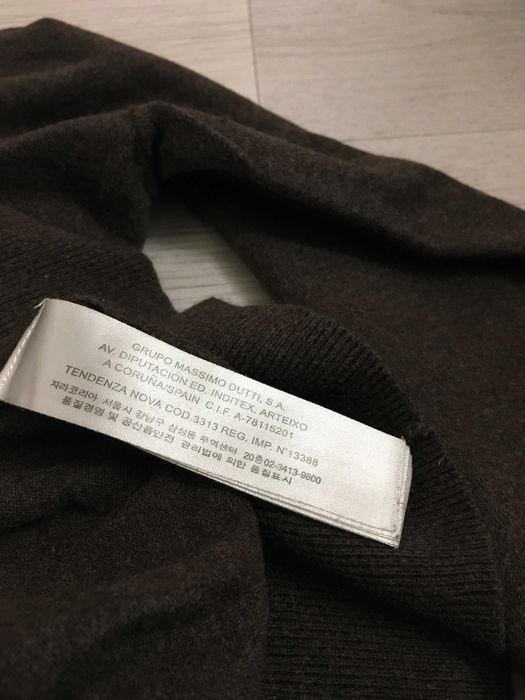 GRUPO MASSIMO DUTTI, S.A.
AV. DIPUTACIÓN ED. INDITEX, ARTEIXO
A CORUÑA/SPAIN C.I.F. A-78115201
TENDENZA NOVA COD.3313 REG. IMP. N°13388
자라코리아 서울시 강남구 삼성동 무역센터 20층02-3413-9800
품질경영 및 공산품안전 관리법에 의한 품질표시